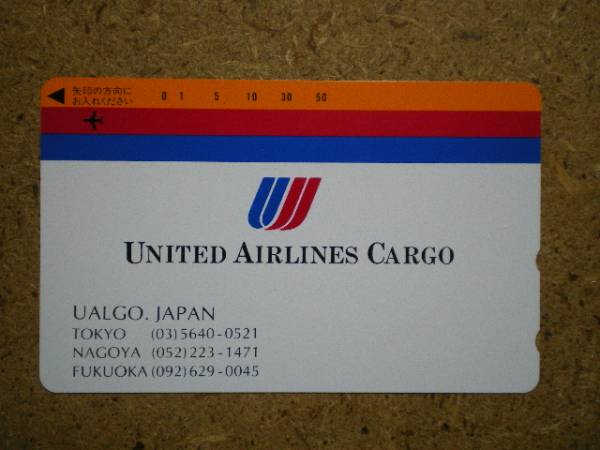 矢印の方向に
お入れください
0 1 5 10 30 50
UNITED AIRLINES CARGO
UALGO. JAPAN
TOKYO (03)5640-0521
NAGOYA (052)223-1471
FUKUOKA (092)629-0045